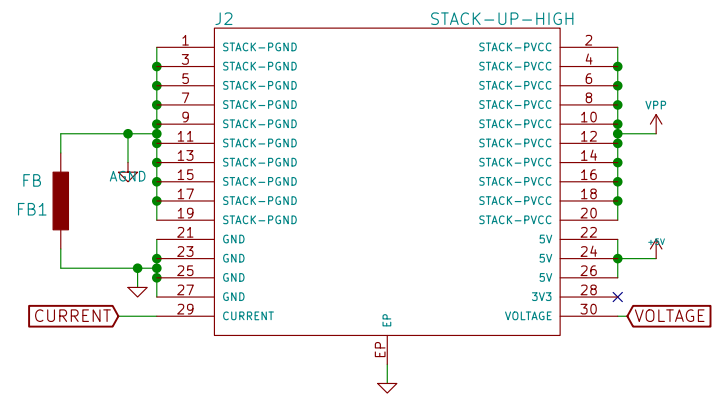 J2 STACK-UP-HIGH
1 STACK-PGND STACK-PVCC 2
3 STACK-PGND STACK-PVCC 4
5 STACK-PGND STACK-PVCC 6
7 STACK-PGND STACK-PVCC 8
VPP
9 STACK-PGND STACK-PVCC 10
11 STACK-PGND STACK-PVCC 12
13 STACK-PGND STACK-PVCC 14
AGND
15 STACK-PGND STACK-PVCC 16
FB
17 STACK-PGND STACK-PVCC 18
FB1
19 STACK-PGND STACK-PVCC 20
21 GND 5V 22
+5V
23 GND 5V 24
25 GND 5V 26
27 GND 3V3 28
CURRENT 29 CURRENT VOLTAGE 30 VOLTAGE
EP
EP